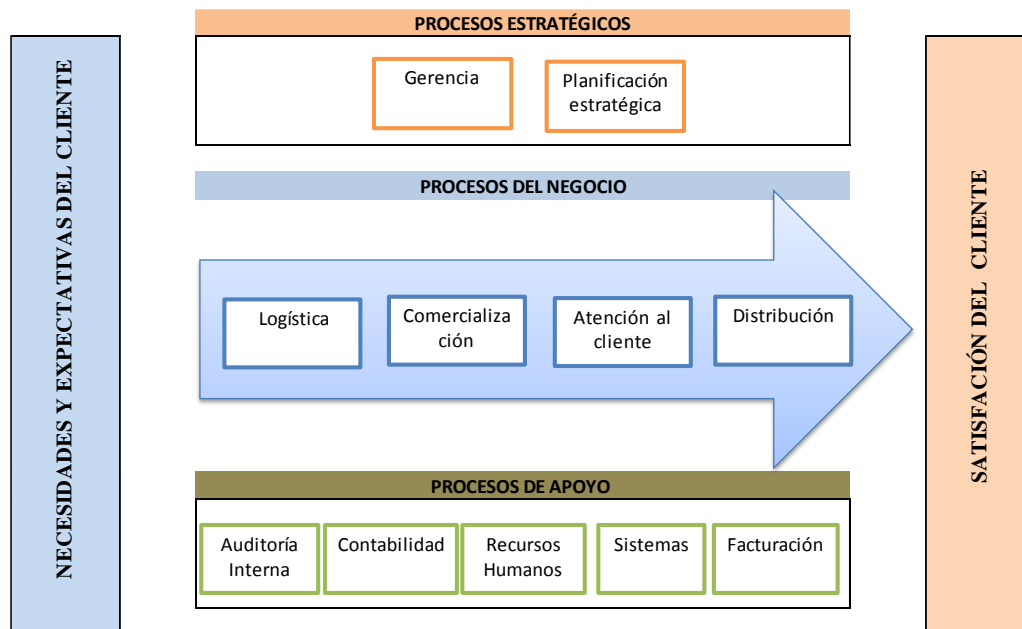 PROCESOS ESTRATÉGICOS
NECESIDADES Y EXPECTATIVAS DEL CLIENTE
Gerencia
Planificación
estratégica
PROCESOS DEL NEGOCIO
Logística
Comercializa
ción
Atención al
cliente
Distribución
PROCESOS DE APOYO
Auditoría
Interna
Contabilidad
Recursos
Humanos
Sistemas
Facturación
SATISFACIÓN DEL CLIENTE